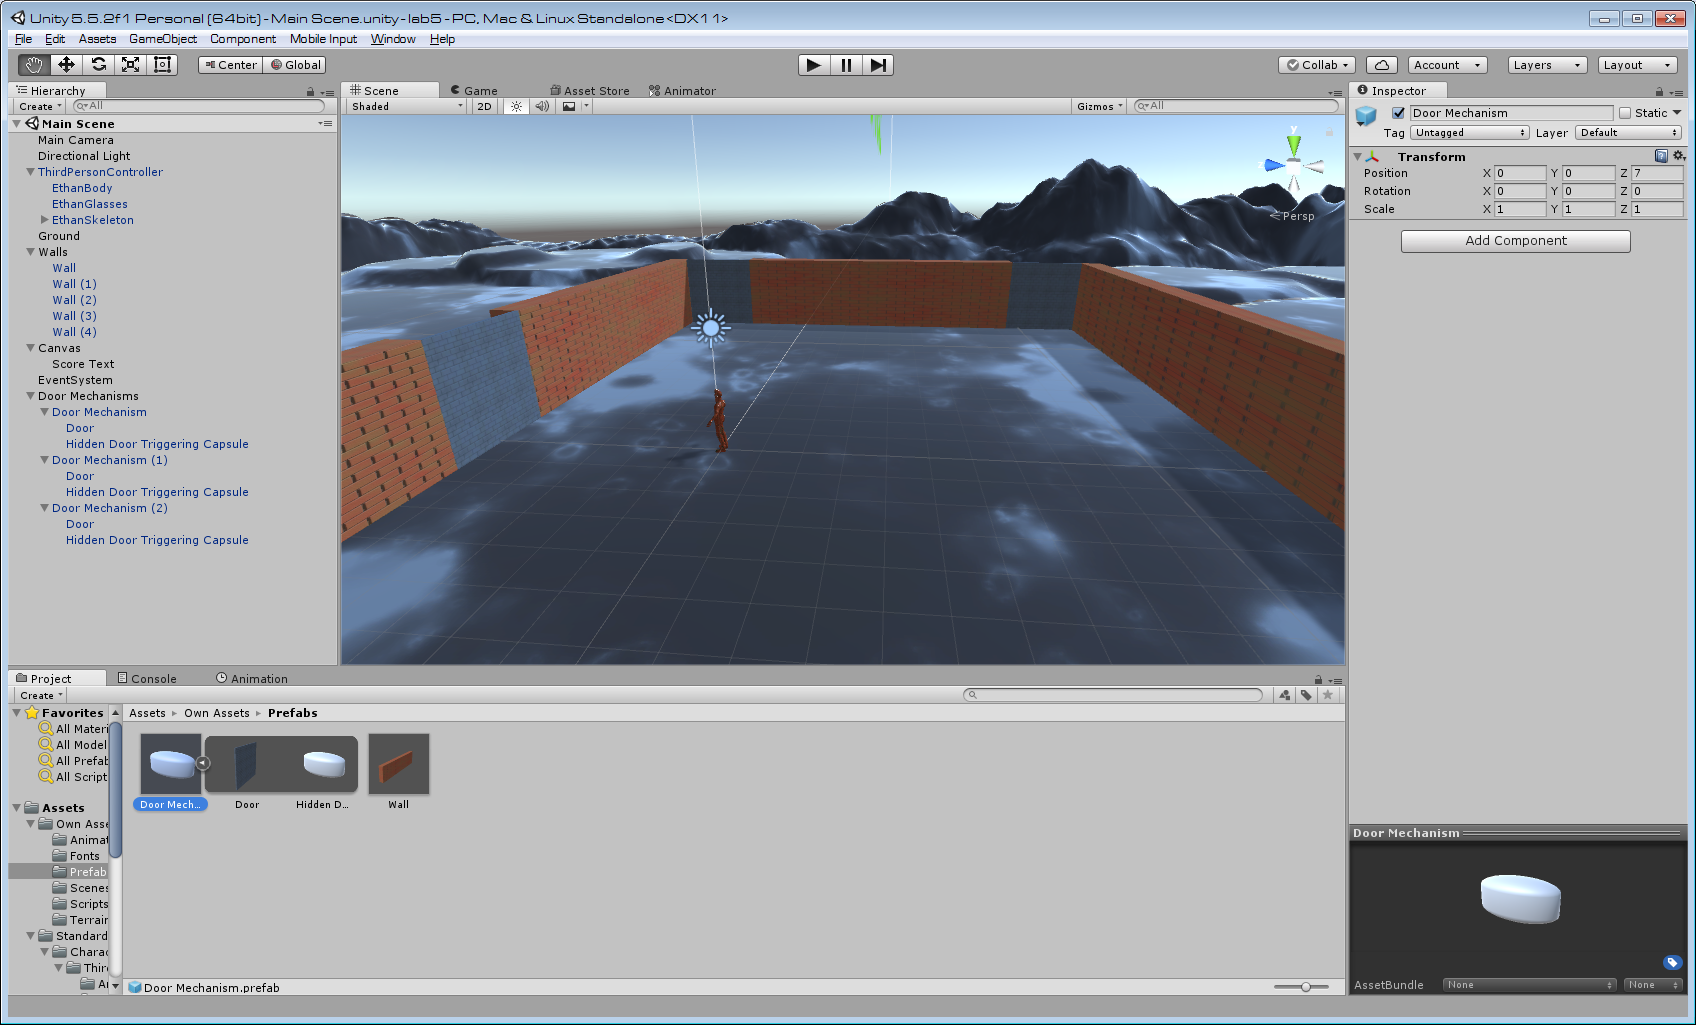 Unity 5.5.2f1 Personal (64bit) - Main Scene.unity - lab5 - PC, Mac & Linux Standalone <DX11>
File Edit Assets GameObject Component Mobile Input Window Help
Center Global Collab Account Layers Layout
Hierarchy
Create All
Main Scene
Main Camera
Directional Light
ThirdPersonController
EthanBody
EthanGlasses
EthanSkeleton
Ground
Walls
Wall
Wall (1)
Wall (2)
Wall (3)
Wall (4)
Canvas
Score Text
EventSystem
Door Mechanisms
Door Mechanism
Door
Hidden Door Triggering Capsule
Door Mechanism (1)
Door
Hidden Door Triggering Capsule
Door Mechanism (2)
Door
Hidden Door Triggering Capsule
Scene Game Asset Store Animator
Shaded 2D Gizmos All
y
Persp
Inspector
Door Mechanism Static
Tag Untagged Layer Default
Transform
Position X 0 Y 0 Z 7
Rotation X 0 Y 0 Z 0
Scale X 1 Y 1 Z 1
Add Component
Project Console Animation
Create
Favorites
All Materi
All Model
All Prefab
All Script
Assets
Own Asse
Animat
Fonts
Prefab
Scenes
Scripts
Terrain
Standard
Charac
Thir
A
Assets Own Assets Prefabs
Door Mech... Door Hidden D... Wall
Door Mechanism.prefab
Door Mechanism
AssetBundle None None